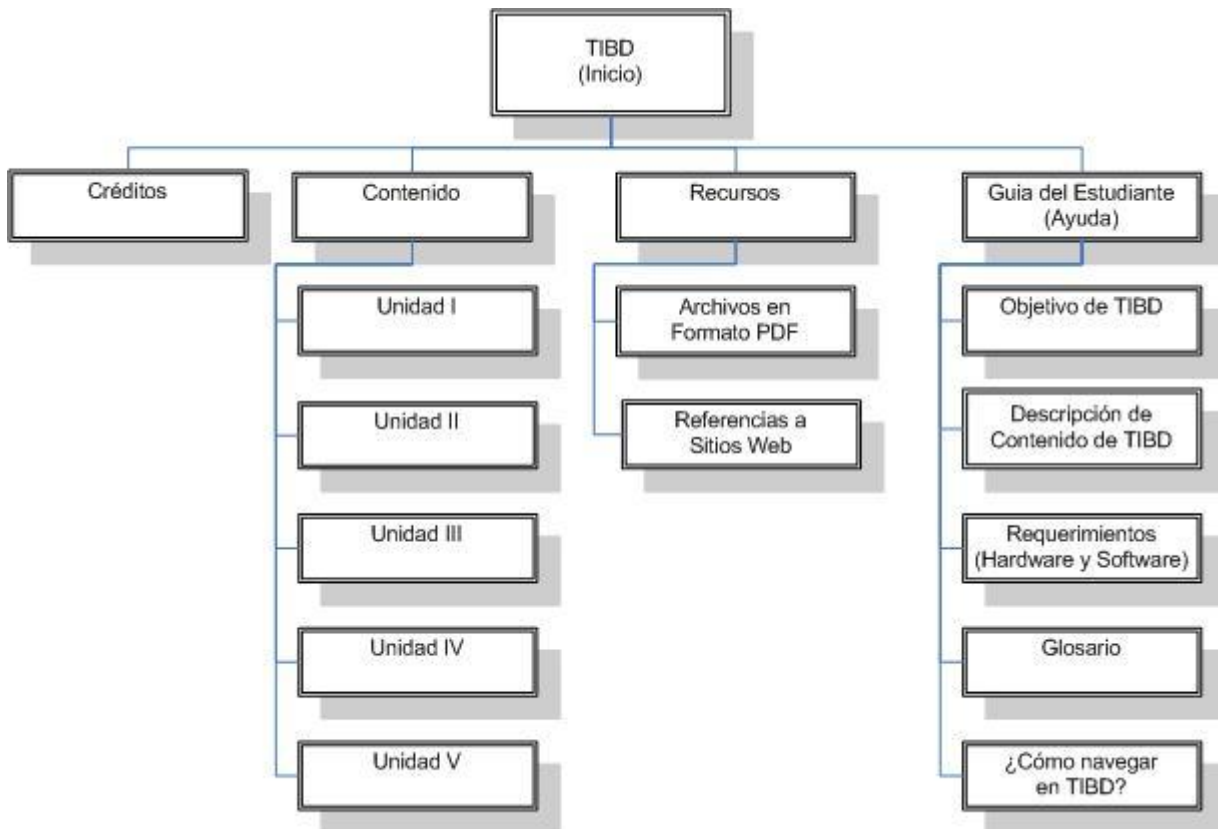 TIBD
(Inicio)
Créditos
Contenido
Recursos
Guia del Estudiante
(Ayuda)
Unidad I
Unidad II
Unidad III
Unidad IV
Unidad V
Archivos en
Formato PDF
Referencias a
Sitios Web
Objetivo de TIBD
Descripción de
Contenido de TIBD
Requerimientos
(Hardware y Software)
Glosario
¿Cómo navegar
en TIBD?